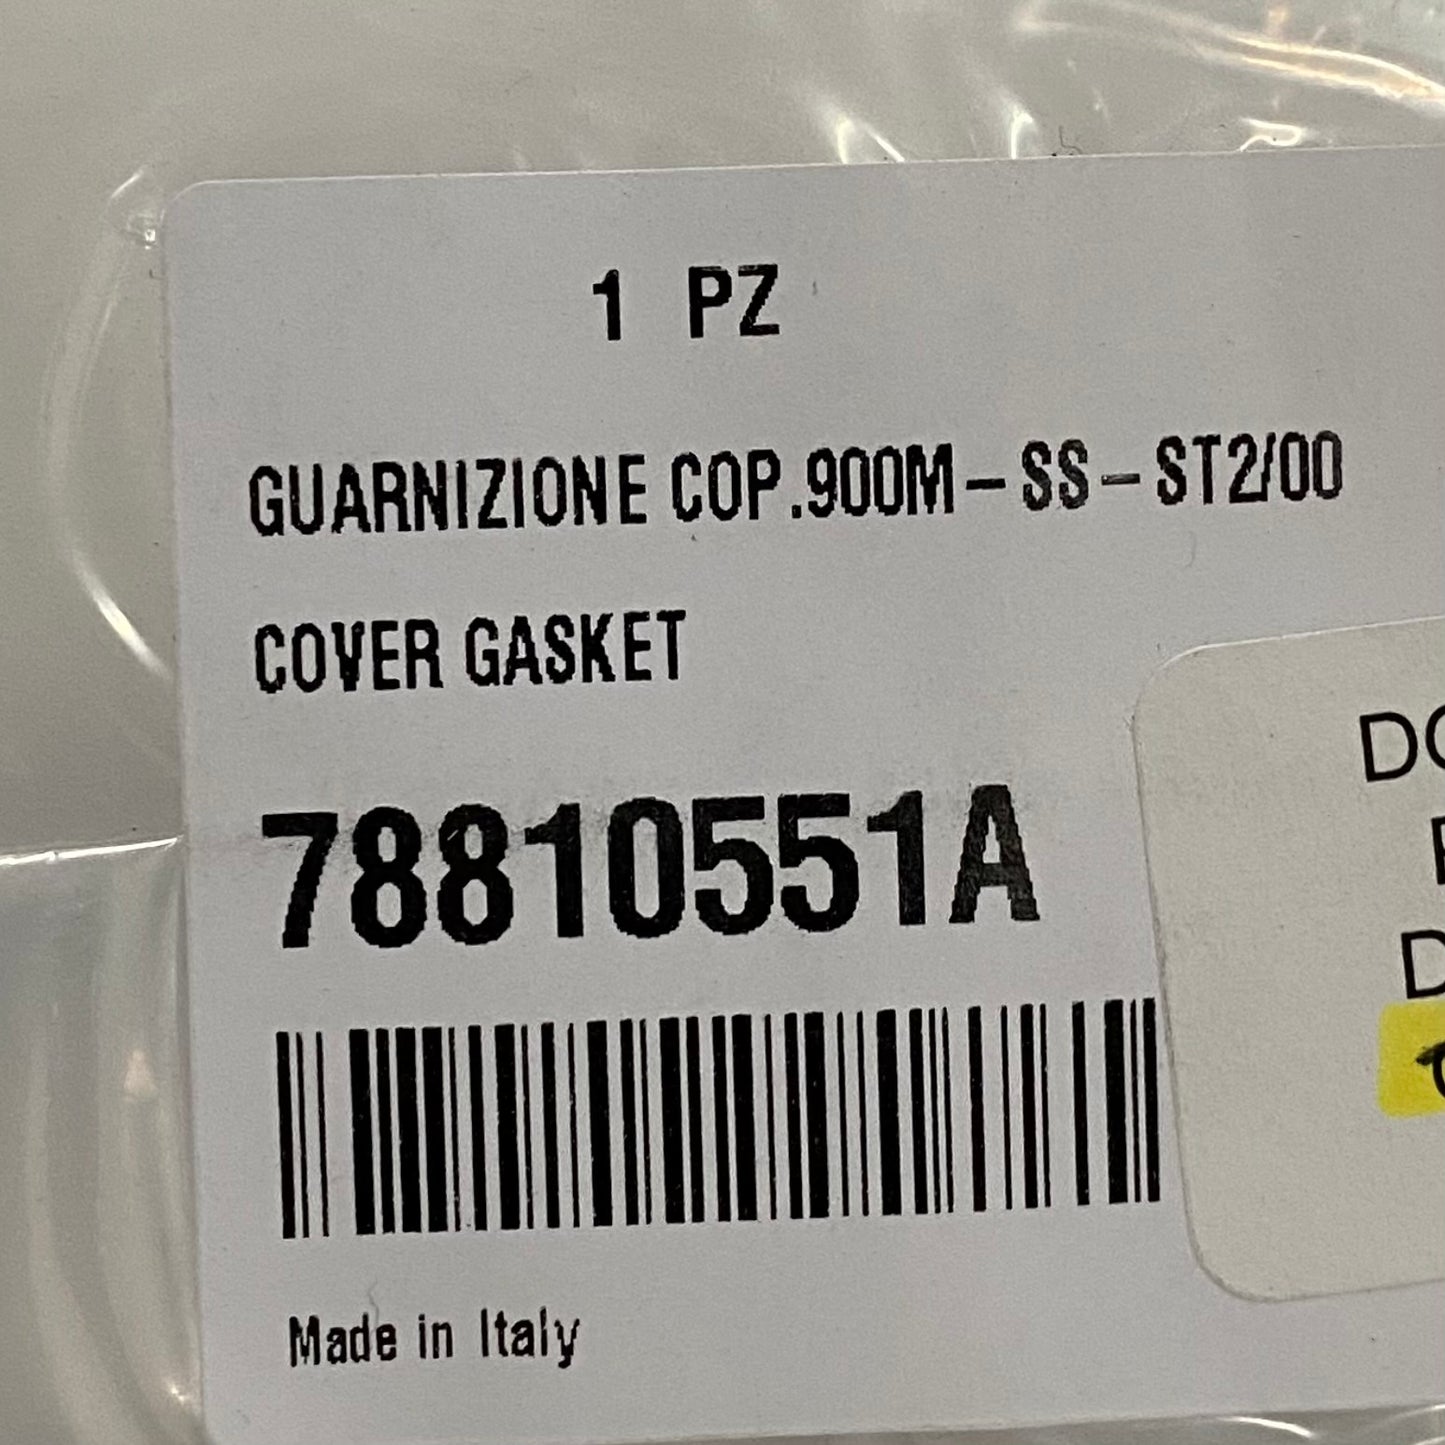 1 PZ
GUARNIZIONE COP.900M-SS-ST2/00
COVER GASKET
78810551A
Made in Italy